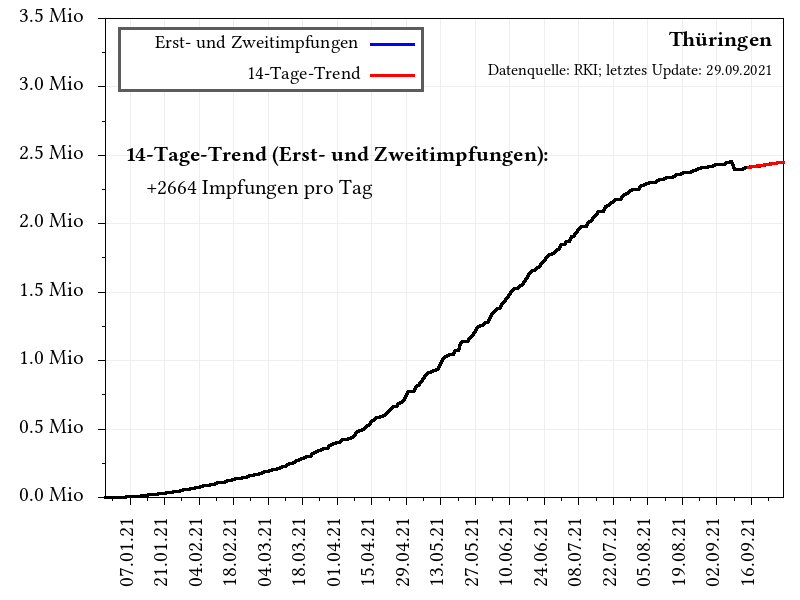 3.5 Mio
3.0 Mio
2.5 Mio
2.0 Mio
1.5 Mio
1.0 Mio
0.5 Mio
0.0 Mio
Erst- und Zweitimpfungen
14-Tage-Trend
Thüringen
Datenquelle: RKI; letztes Update: 29.09.2021
14-Tage-Trend (Erst- und Zweitimpfungen):
+2664 Impfungen pro Tag
07.01.21
21.01.21
04.02.21
18.02.21
04.03.21
18.03.21
01.04.21
15.04.21
29.04.21
13.05.21
27.05.21
10.06.21
24.06.21
08.07.21
22.07.21
05.08.21
19.08.21
02.09.21
16.09.21